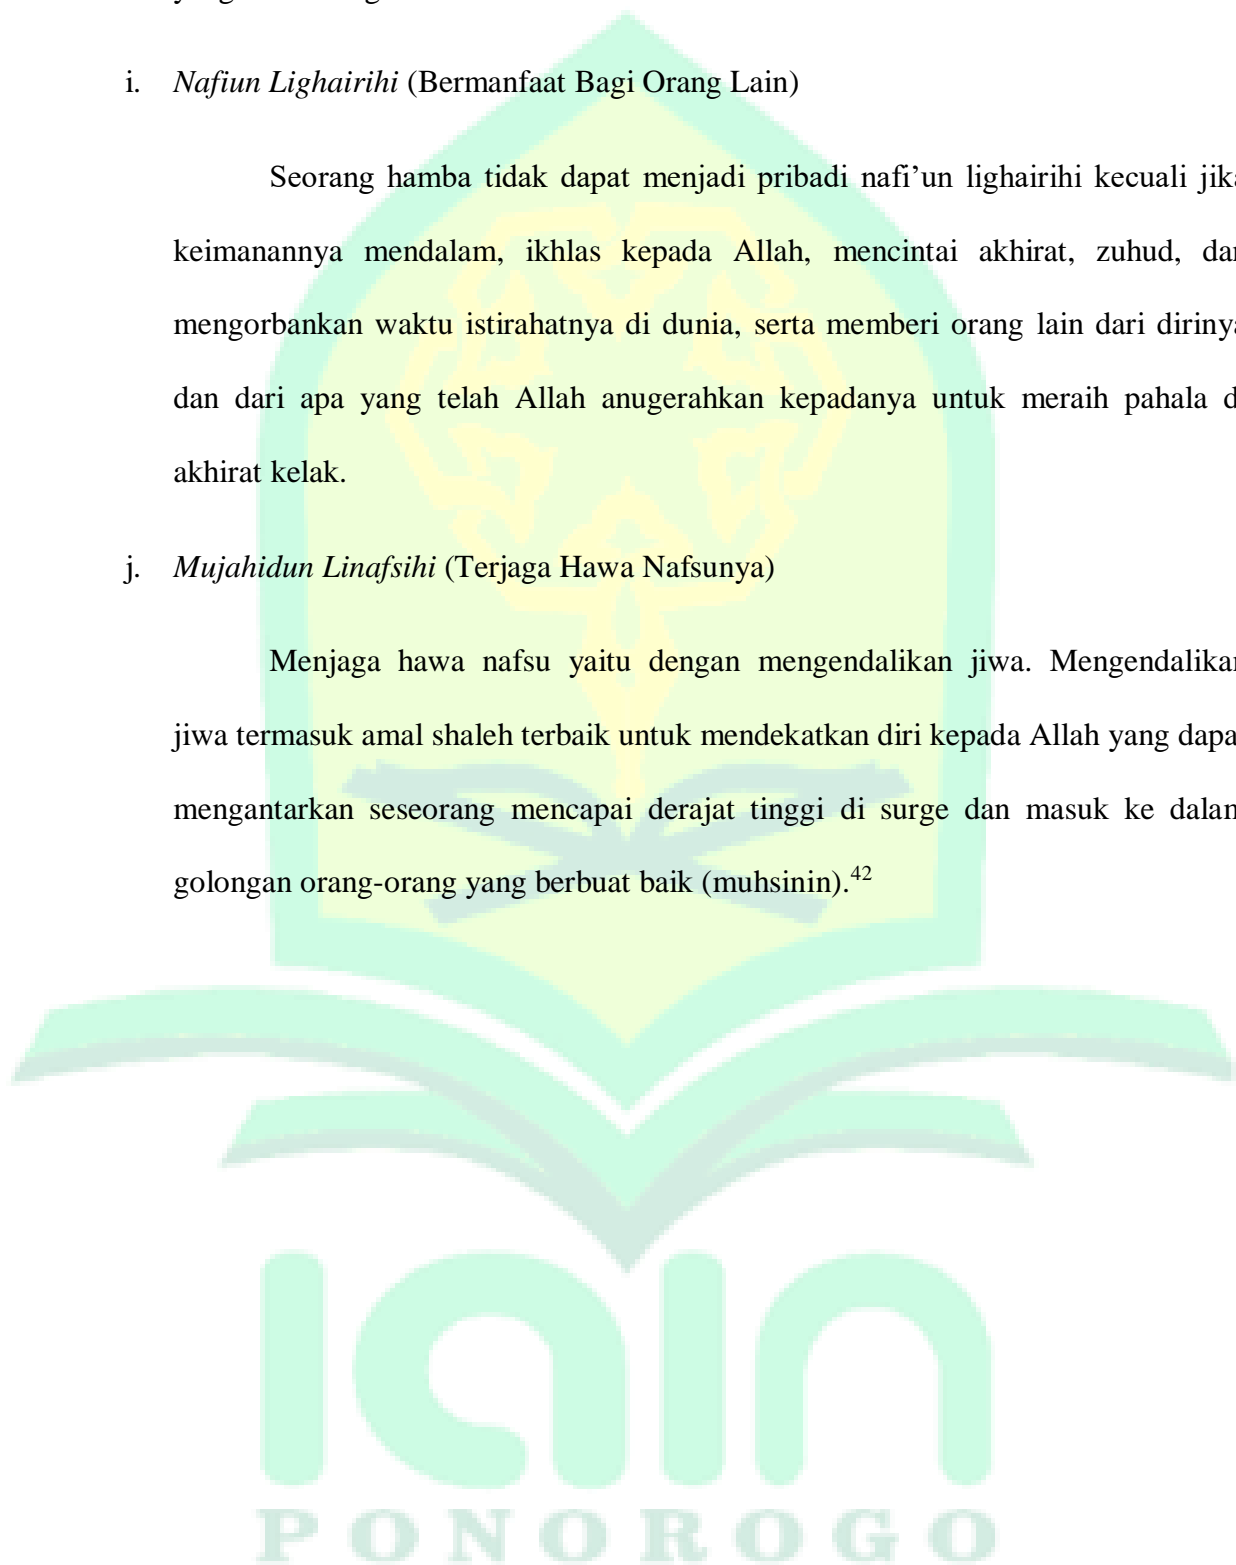 i. Nafiun Lighairihi (Bermanfaat Bagi Orang Lain)
Seorang hamba tidak dapat menjadi pribadi nafi’un lighairihi kecuali jika
keimanannya mendalam, ikhlas kepada Allah, mencintai akhirat, zuhud, dan
mengorbankan waktu istirahatnya di dunia, serta memberi orang lain dari dirinya
dan dari apa yang telah Allah anugerahkan kepadanya untuk meraih pahala di
akhirat kelak.
j. Mujahidun Linafsihi (Terjaga Hawa Nafsunya)
Menjaga hawa nafsu yaitu dengan mengendalikan jiwa. Mengendalikan
jiwa termasuk amal shaleh terbaik untuk mendekatkan diri kepada Allah yang dapat
mengantarkan seseorang mencapai derajat tinggi di surge dan masuk ke dalam
golongan orang-orang yang berbuat baik (muhsinin).42
iain
PONOROGO